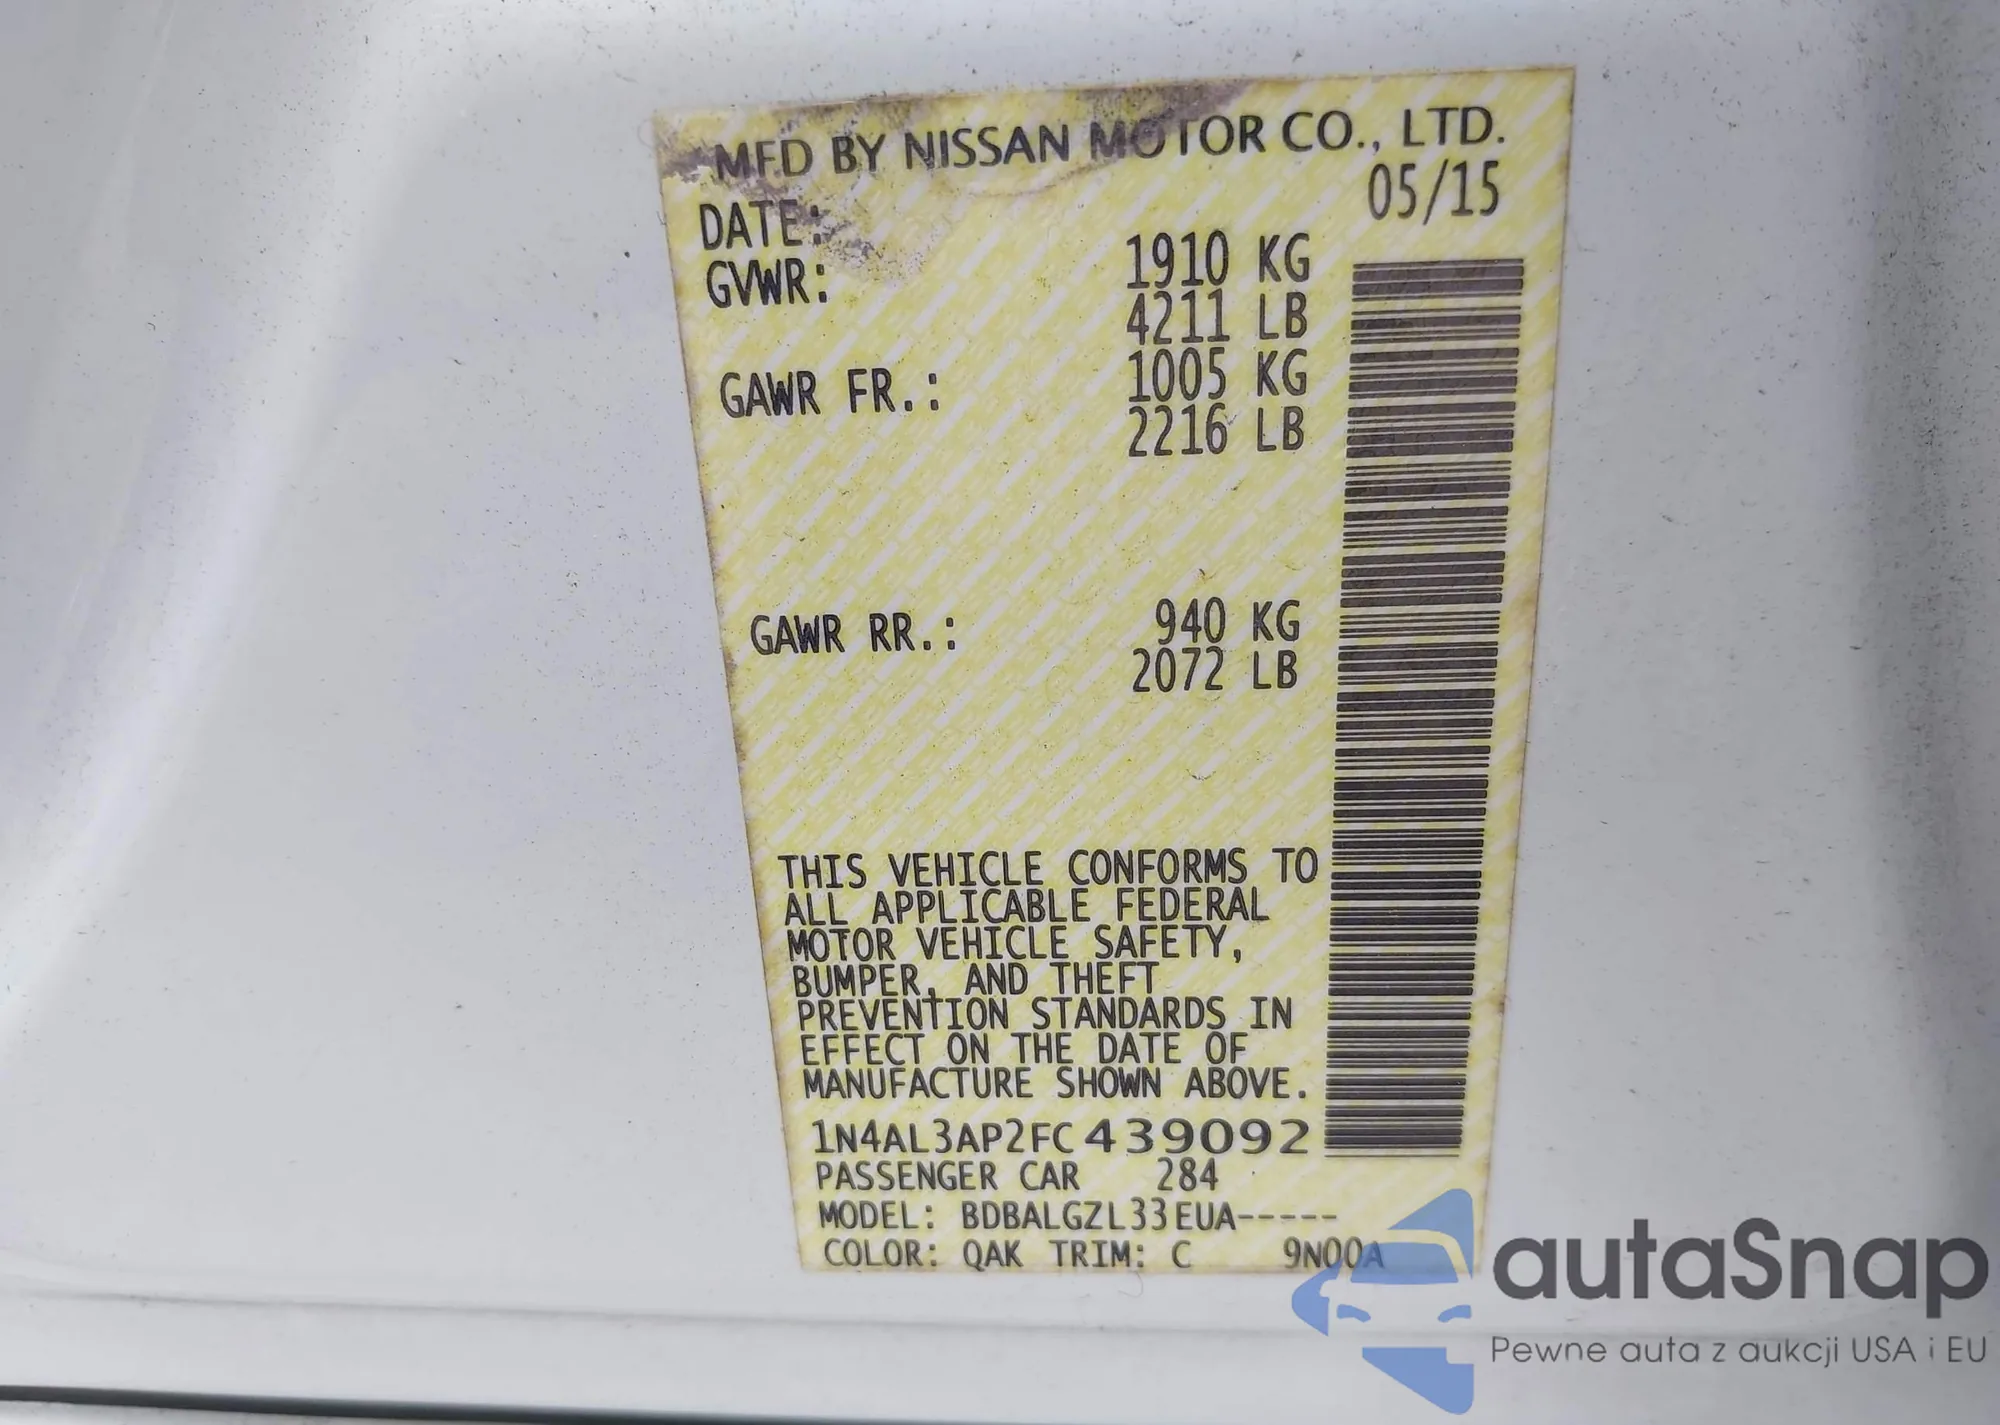 MFD BY NISSAN MOTOR CO., LTD.
DATE: 05/15
GVWR: 1910 KG
4211 LB
GAWR FR.: 1005 KG
2216 LB
GAWR RR.: 940 KG
2072 LB
THIS VEHICLE CONFORMS TO
ALL APPLICABLE FEDERAL
MOTOR VEHICLE SAFETY,
BUMPER, AND THEFT
PREVENTION STANDARDS IN
EFFECT ON THE DATE OF
MANUFACTURE SHOWN ABOVE.
1N4AL3AP2FC439092
PASSENGER CAR 284
MODEL: BDBALGZL33EUA-----
COLOR: QAK TRIM: C 9N00A
autaSnap
Pewne auta z aukcji USA i EU